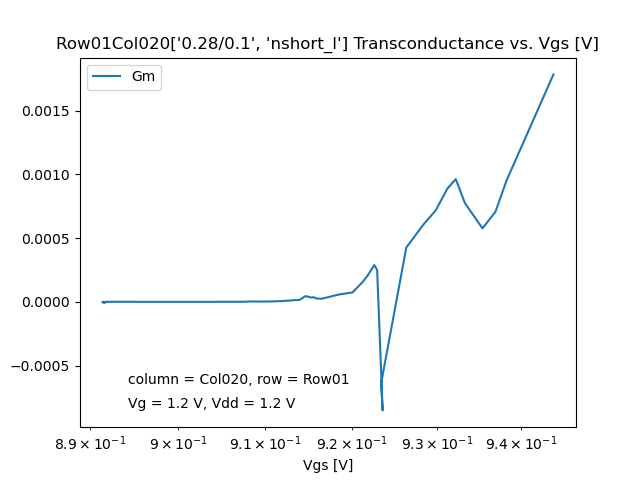 Row01Col020['0.28/0.1', 'nshort_l'] Transconductance vs. Vgs [V]
Gm
0.0015
0.0010
0.0005
0.0000
−0.0005
column = Col020, row = Row01
Vg = 1.2 V, Vdd = 1.2 V
8.9 × 10⁻¹ 9 × 10⁻¹ 9.1 × 10⁻¹ 9.2 × 10⁻¹ 9.3 × 10⁻¹ 9.4 × 10⁻¹
Vgs [V]